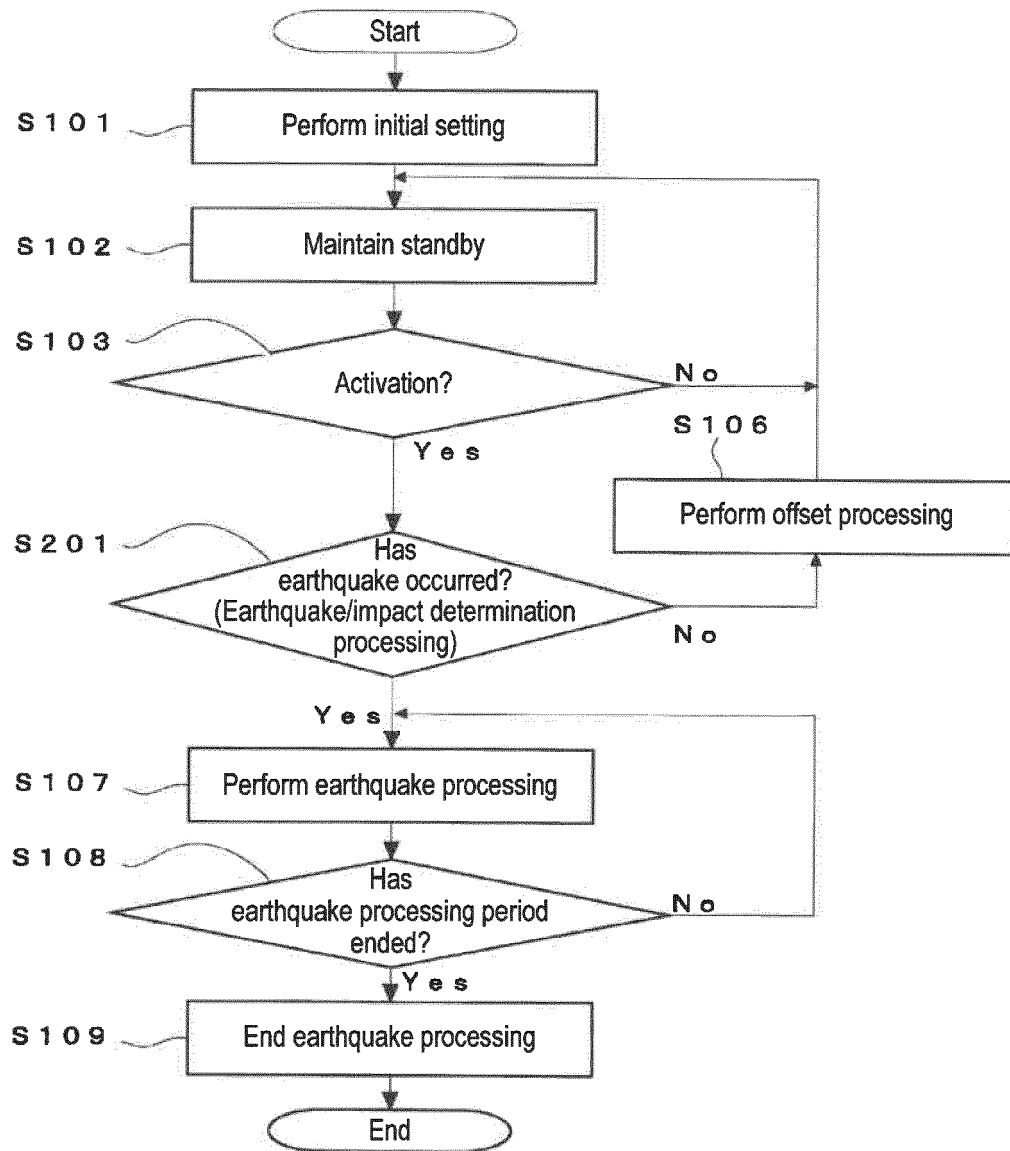 Start
S101
Perform initial setting
S102
Maintain standby
S103
Activation?
No
Yes
S106
Perform offset processing
S201
Has
earthquake occurred?
(Earthquake/impact determination
processing)
No
Yes
S107
Perform earthquake processing
S108
Has
earthquake processing period
ended?
No
Yes
S109
End earthquake processing
End